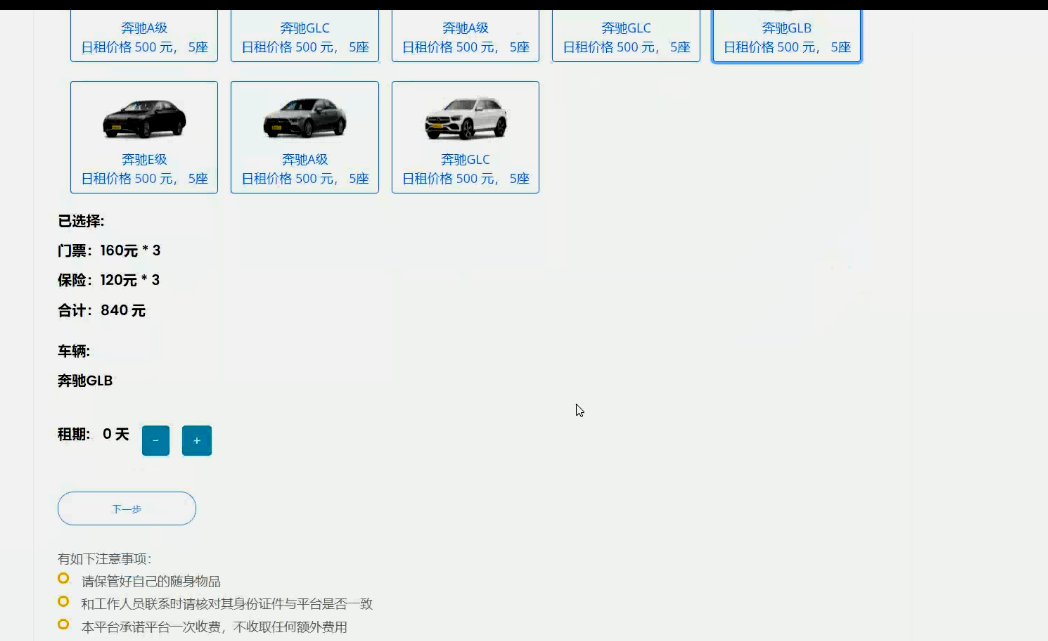 奔驰A级 奔驰GLC 奔驰A级 奔驰GLC 奔驰GLB
日租价格 500 元， 5座 日租价格 500 元， 5座 日租价格 500 元， 5座 日租价格 500 元， 5座 日租价格 500 元， 5座
奔驰E级 奔驰A级 奔驰GLC
日租价格 500 元， 5座 日租价格 500 元， 5座 日租价格 500 元， 5座
已选择:
门票：160元 * 3
保险：120元 * 3
合计：840 元
车辆:
奔驰GLB
租期: 0 天 - +
下一步
有如下注意事项：
请保管好自己的随身物品
和工作人员联系时请核对其身份证件与平台是否一致
本平台承诺平台一次收费，不收取任何额外费用